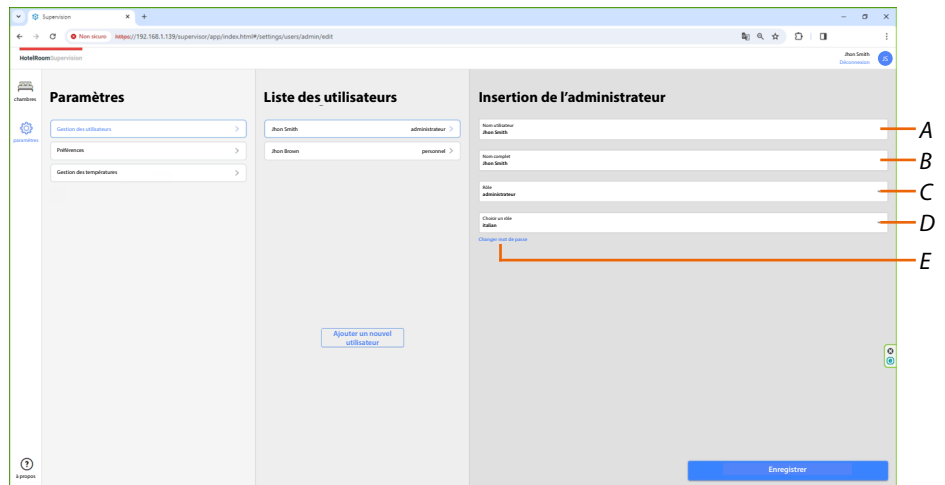 Supervision
Non sicuro https://192.168.1.139/supervisor/app/index.html#/settings/users/admin/edit
HotelRoomSupervision
Jhon Smith
Déconnexion
JS
chambres
paramètres
Paramètres
Gestion des utilisateurs
Préférences
Gestion des températures
Liste des utilisateurs
Jhon Smith administrateur
Jhon Brown personnel
Ajouter un nouvel
utilisateur
Insertion de l'administrateur
Nom utilisateur
Jhon Smith
Nom complet
Jhon Smith
Rôle
administrateur
Choisir un rôle
italian
Changer mot de passe
Enregistrer
à propos
A
B
C
D
E